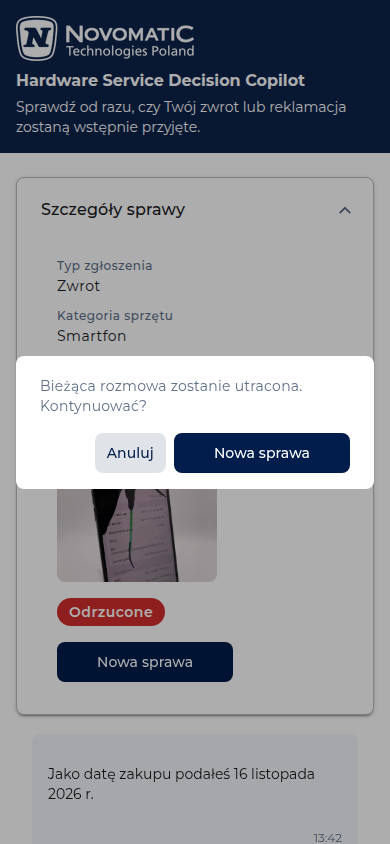 NOVOMATIC
Technologies Poland
Hardware Service Decision Copilot
Sprawdź od razu, czy Twój zwrot lub reklamacja
zostaną wstępnie przyjęte.
Szczegóły sprawy
Typ zgłoszenia
Zwrot
Kategoria sprzętu
Smartfon
Bieżąca rozmowa zostanie utracona.
Kontynuować?
Anuluj
Nowa sprawa
Odrzucone
Nowa sprawa
Jako datę zakupu podałeś 16 listopada
2026 r.
13:42